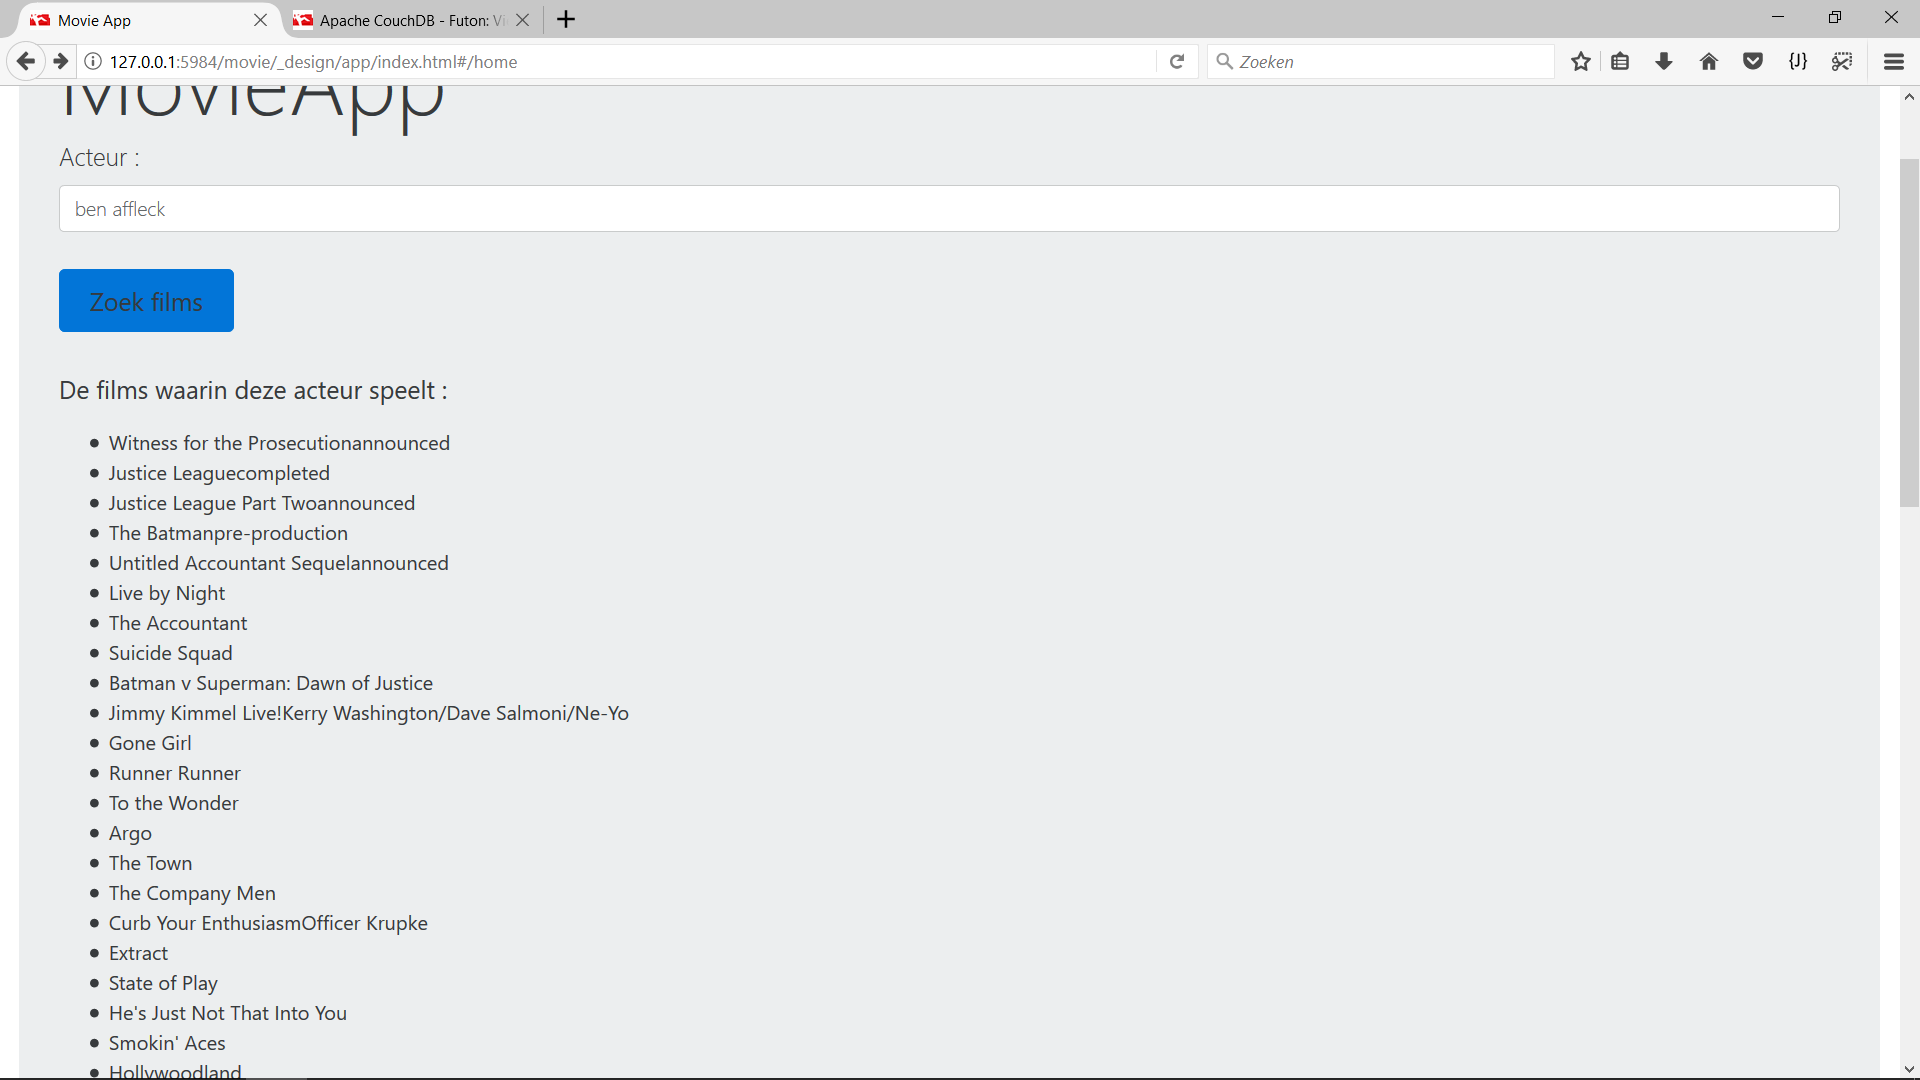 Movie App
Apache CouchDB - Futon: Vi
127.0.0.1:5984/movie/_design/app/index.html#/home
Zoeken
MovieApp
Acteur :
ben affleck
Zoek films
De films waarin deze acteur speelt :
Witness for the Prosecutionannounced
Justice Leaguecompleted
Justice League Part Twoannounced
The Batmanpre-production
Untitled Accountant Sequelannounced
Live by Night
The Accountant
Suicide Squad
Batman v Superman: Dawn of Justice
Jimmy Kimmel Live!Kerry Washington/Dave Salmoni/Ne-Yo
Gone Girl
Runner Runner
To the Wonder
Argo
The Town
The Company Men
Curb Your EnthusiasmOfficer Krupke
Extract
State of Play
He's Just Not That Into You
Smokin' Aces
Hollywoodland